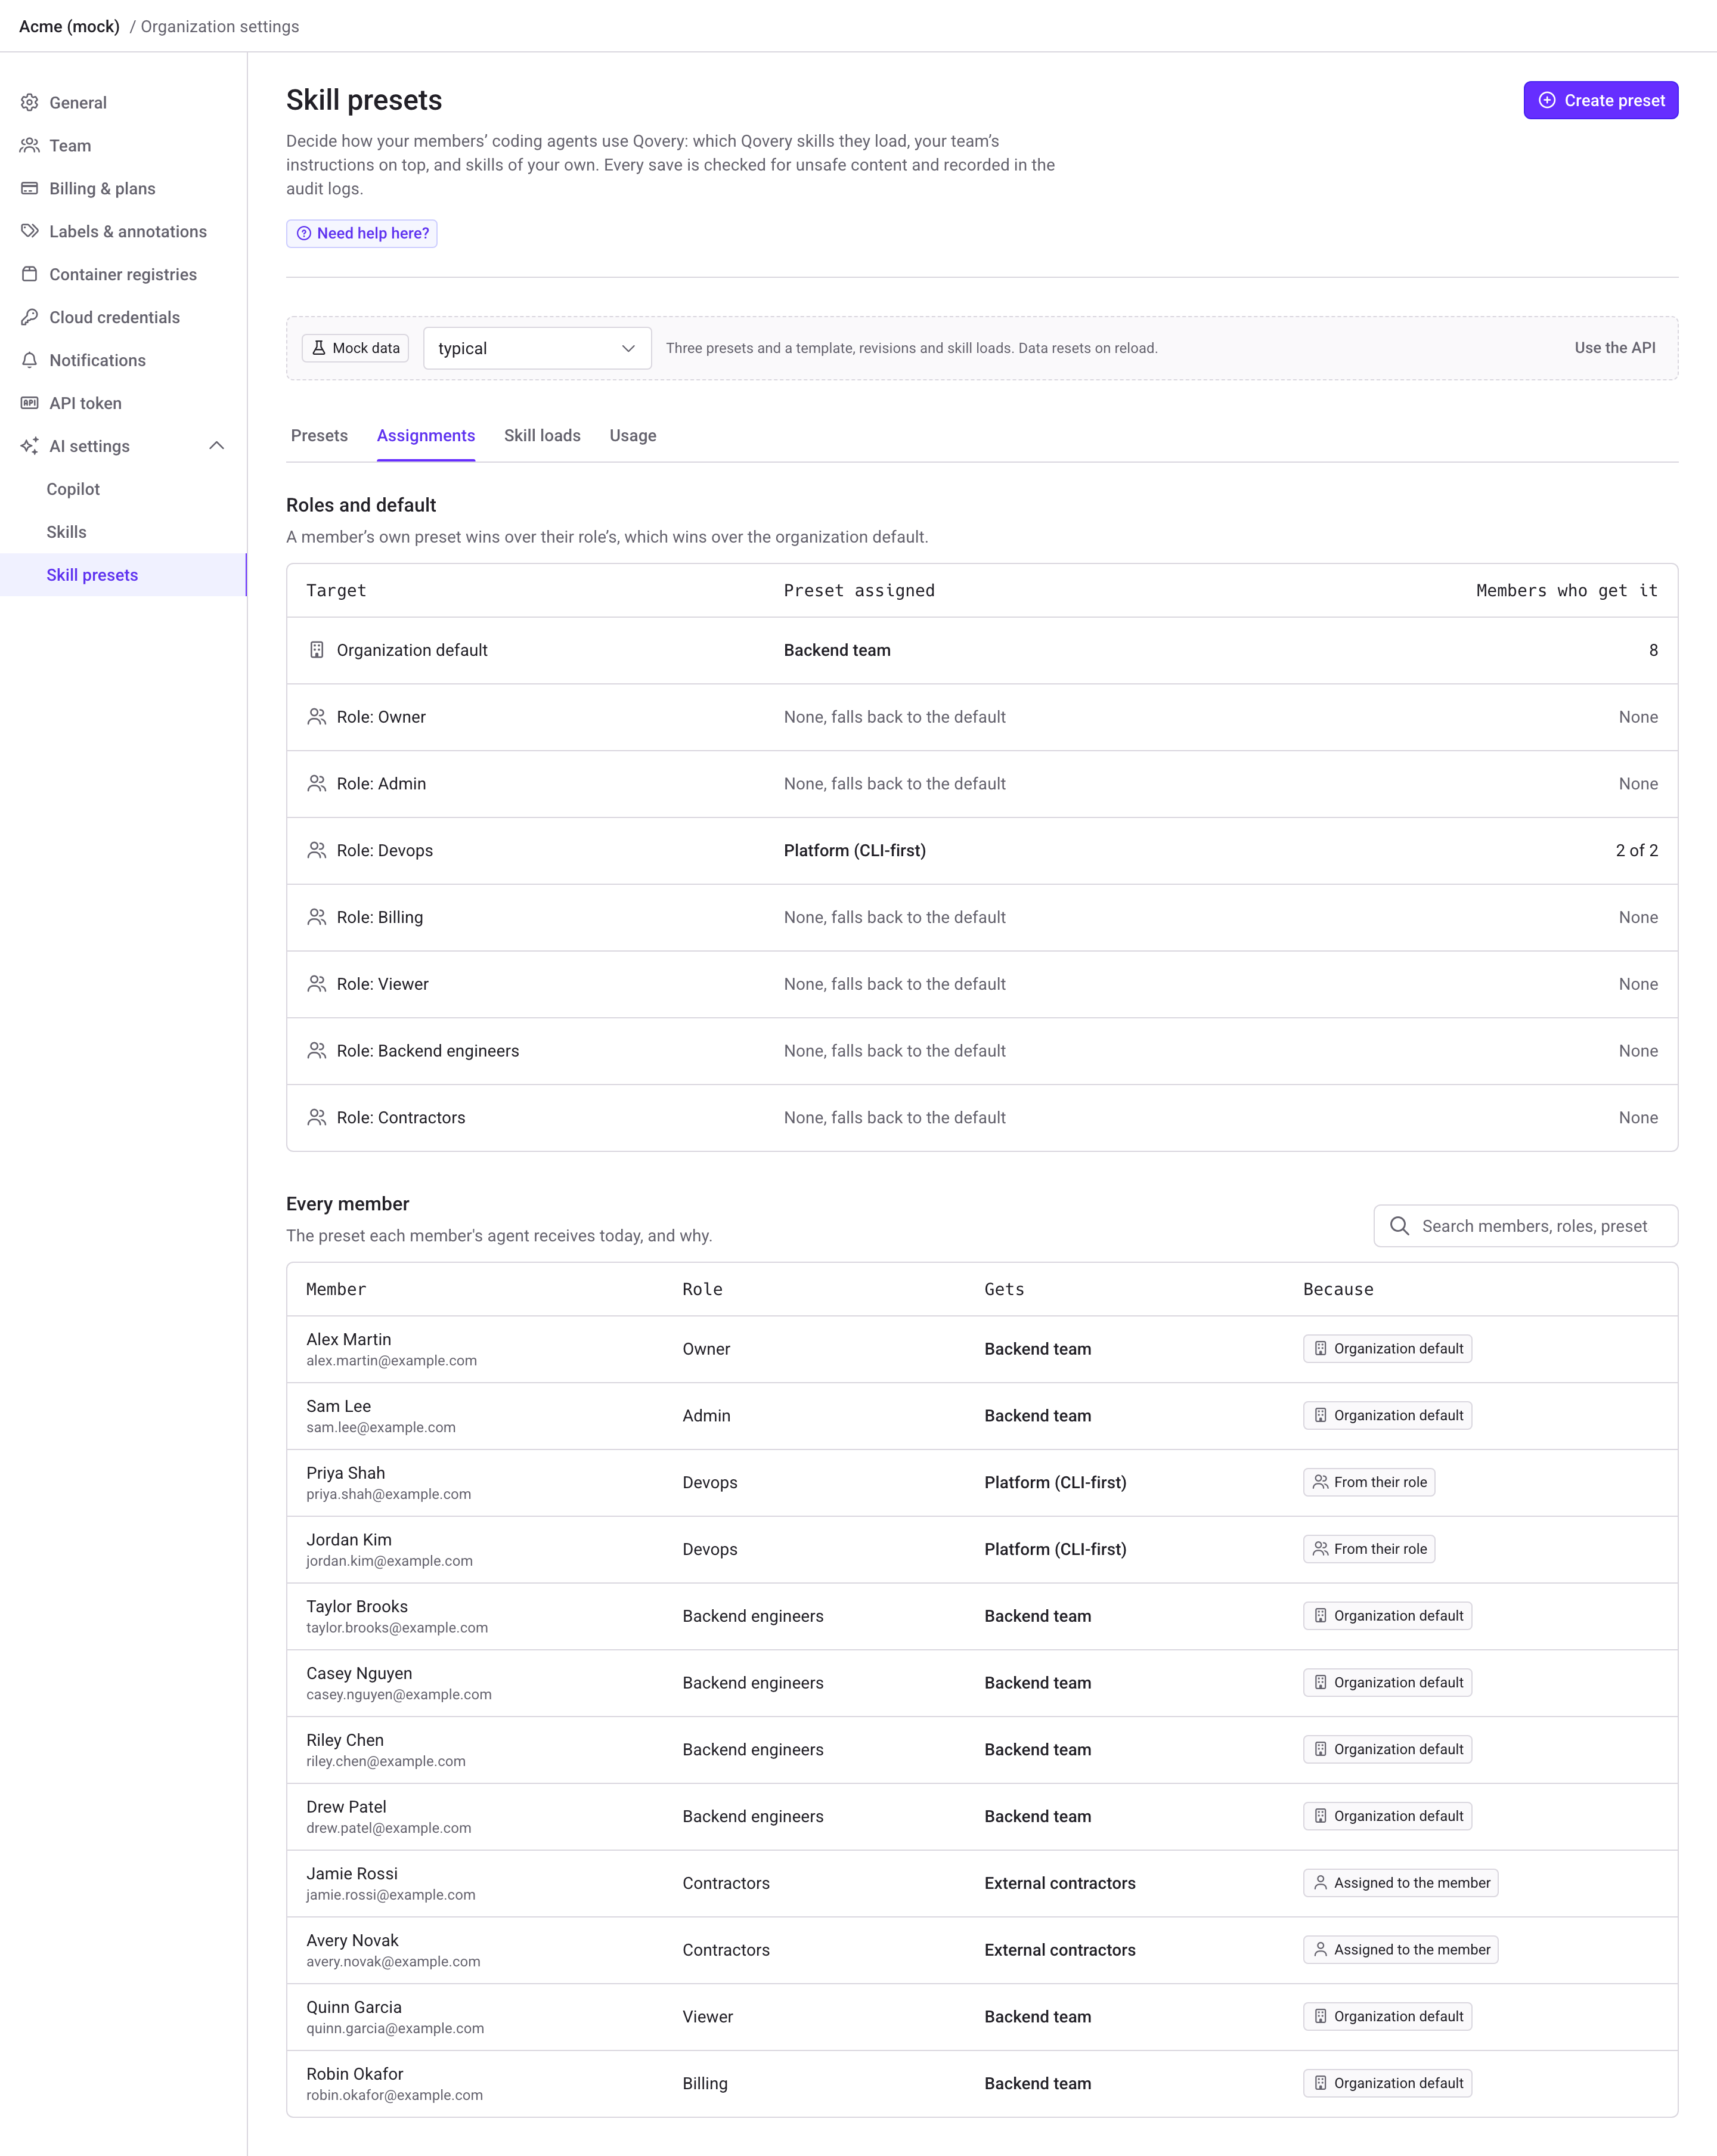 Acme (mock) / Organization settings
General
Team
Billing & plans
Labels & annotations
Container registries
Cloud credentials
Notifications
API token
AI settings
Copilot
Skills
Skill presets
Skill presets
Create preset
Decide how your members’ coding agents use Qovery: which Qovery skills they load, your team’s
instructions on top, and skills of your own. Every save is checked for unsafe content and recorded in the
audit logs.
Need help here?
Mock data
typical
Three presets and a template, revisions and skill loads. Data resets on reload.
Use the API
Presets Assignments Skill loads Usage
Roles and default
A member’s own preset wins over their role’s, which wins over the organization default.
Target Preset assigned Members who get it
Organization default Backend team 8
Role: Owner None, falls back to the default None
Role: Admin None, falls back to the default None
Role: Devops Platform (CLI-first) 2 of 2
Role: Billing None, falls back to the default None
Role: Viewer None, falls back to the default None
Role: Backend engineers None, falls back to the default None
Role: Contractors None, falls back to the default None
Every member
The preset each member's agent receives today, and why.
Search members, roles, preset
Member Role Gets Because
Alex Martin
alex.martin@example.com
Owner Backend team Organization default
Sam Lee
sam.lee@example.com
Admin Backend team Organization default
Priya Shah
priya.shah@example.com
Devops Platform (CLI-first) From their role
Jordan Kim
jordan.kim@example.com
Devops Platform (CLI-first) From their role
Taylor Brooks
taylor.brooks@example.com
Backend engineers Backend team Organization default
Casey Nguyen
casey.nguyen@example.com
Backend engineers Backend team Organization default
Riley Chen
riley.chen@example.com
Backend engineers Backend team Organization default
Drew Patel
drew.patel@example.com
Backend engineers Backend team Organization default
Jamie Rossi
jamie.rossi@example.com
Contractors External contractors Assigned to the member
Avery Novak
avery.novak@example.com
Contractors External contractors Assigned to the member
Quinn Garcia
quinn.garcia@example.com
Viewer Backend team Organization default
Robin Okafor
robin.okafor@example.com
Billing Backend team Organization default